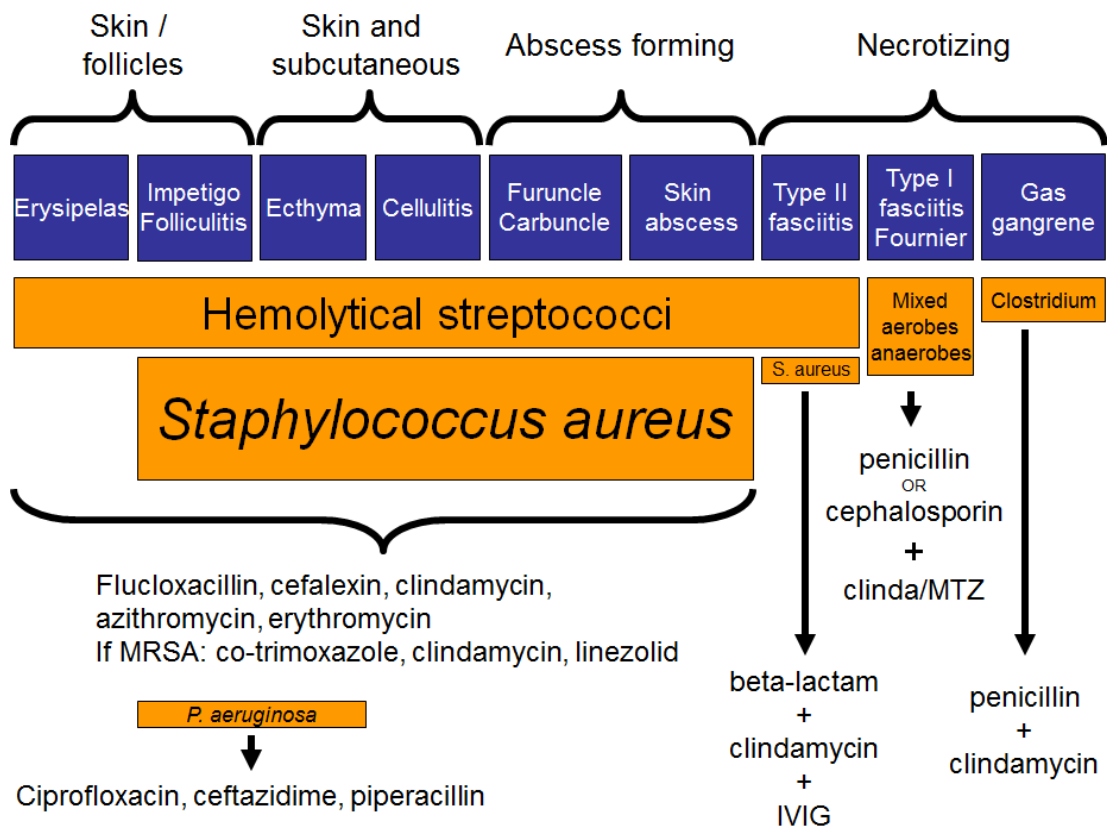 Skin /
follicles
Skin and
subcutaneous
Abscess forming
Necrotizing
Erysipelas
Impetigo
Folliculitis
Ecthyma
Cellulitis
Furuncle
Carbuncle
Skin
abscess
Type II
fasciitis
Type I
fasciitis
Fournier
Gas
gangrene
Hemolytical streptococci
Mixed
aerobes
anaerobes
Clostridium
Staphylococcus aureus
S. aureus
penicillin
OR
cephalosporin
+
clinda/MTZ
Flucloxacillin, cefalexin, clindamycin,
azithromycin, erythromycin
If MRSA: co-trimoxazole, clindamycin, linezolid
P. aeruginosa
Ciprofloxacin, ceftazidime, piperacillin
beta-lactam
+
clindamycin
+
IVIG
penicillin
+
clindamycin